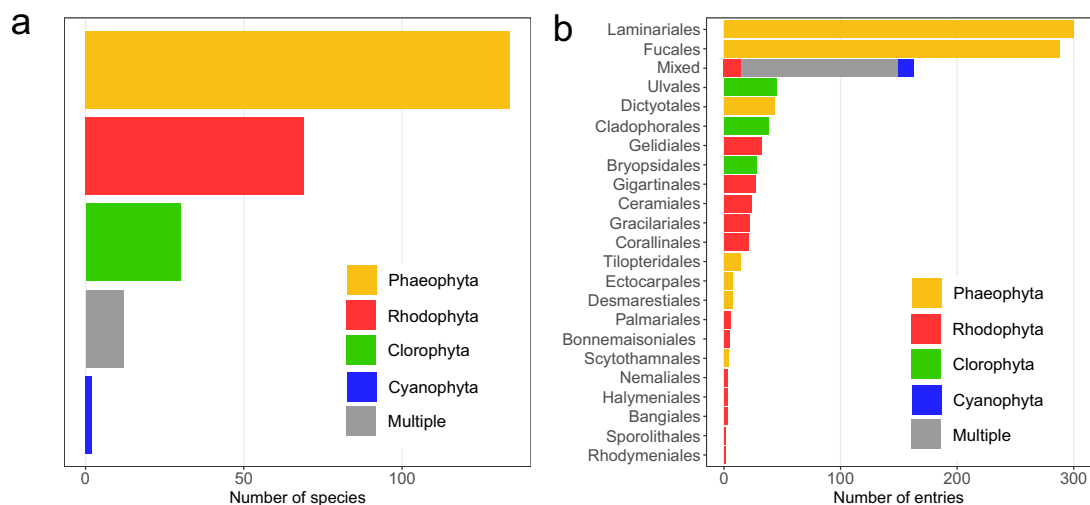 a
Phaeophyta
Rhodophyta
Clorophyta
Cyanophyta
Multiple
0
50
100
Number of species
b
Laminariales
Fucales
Mixed
Ulvales
Dictyotales
Cladophorales
Gelidiales
Bryopsidales
Gigartinales
Ceramiales
Gracilariales
Corallinales
Tilopteridales
Ectocarpales
Desmarestiales
Palmariales
Bonnemaisoniales
Scytothamnales
Nemaliales
Halymeniales
Bangiales
Sporolithales
Rhodymeniales
Phaeophyta
Rhodophyta
Clorophyta
Cyanophyta
Multiple
0
100
200
300
Number of entries